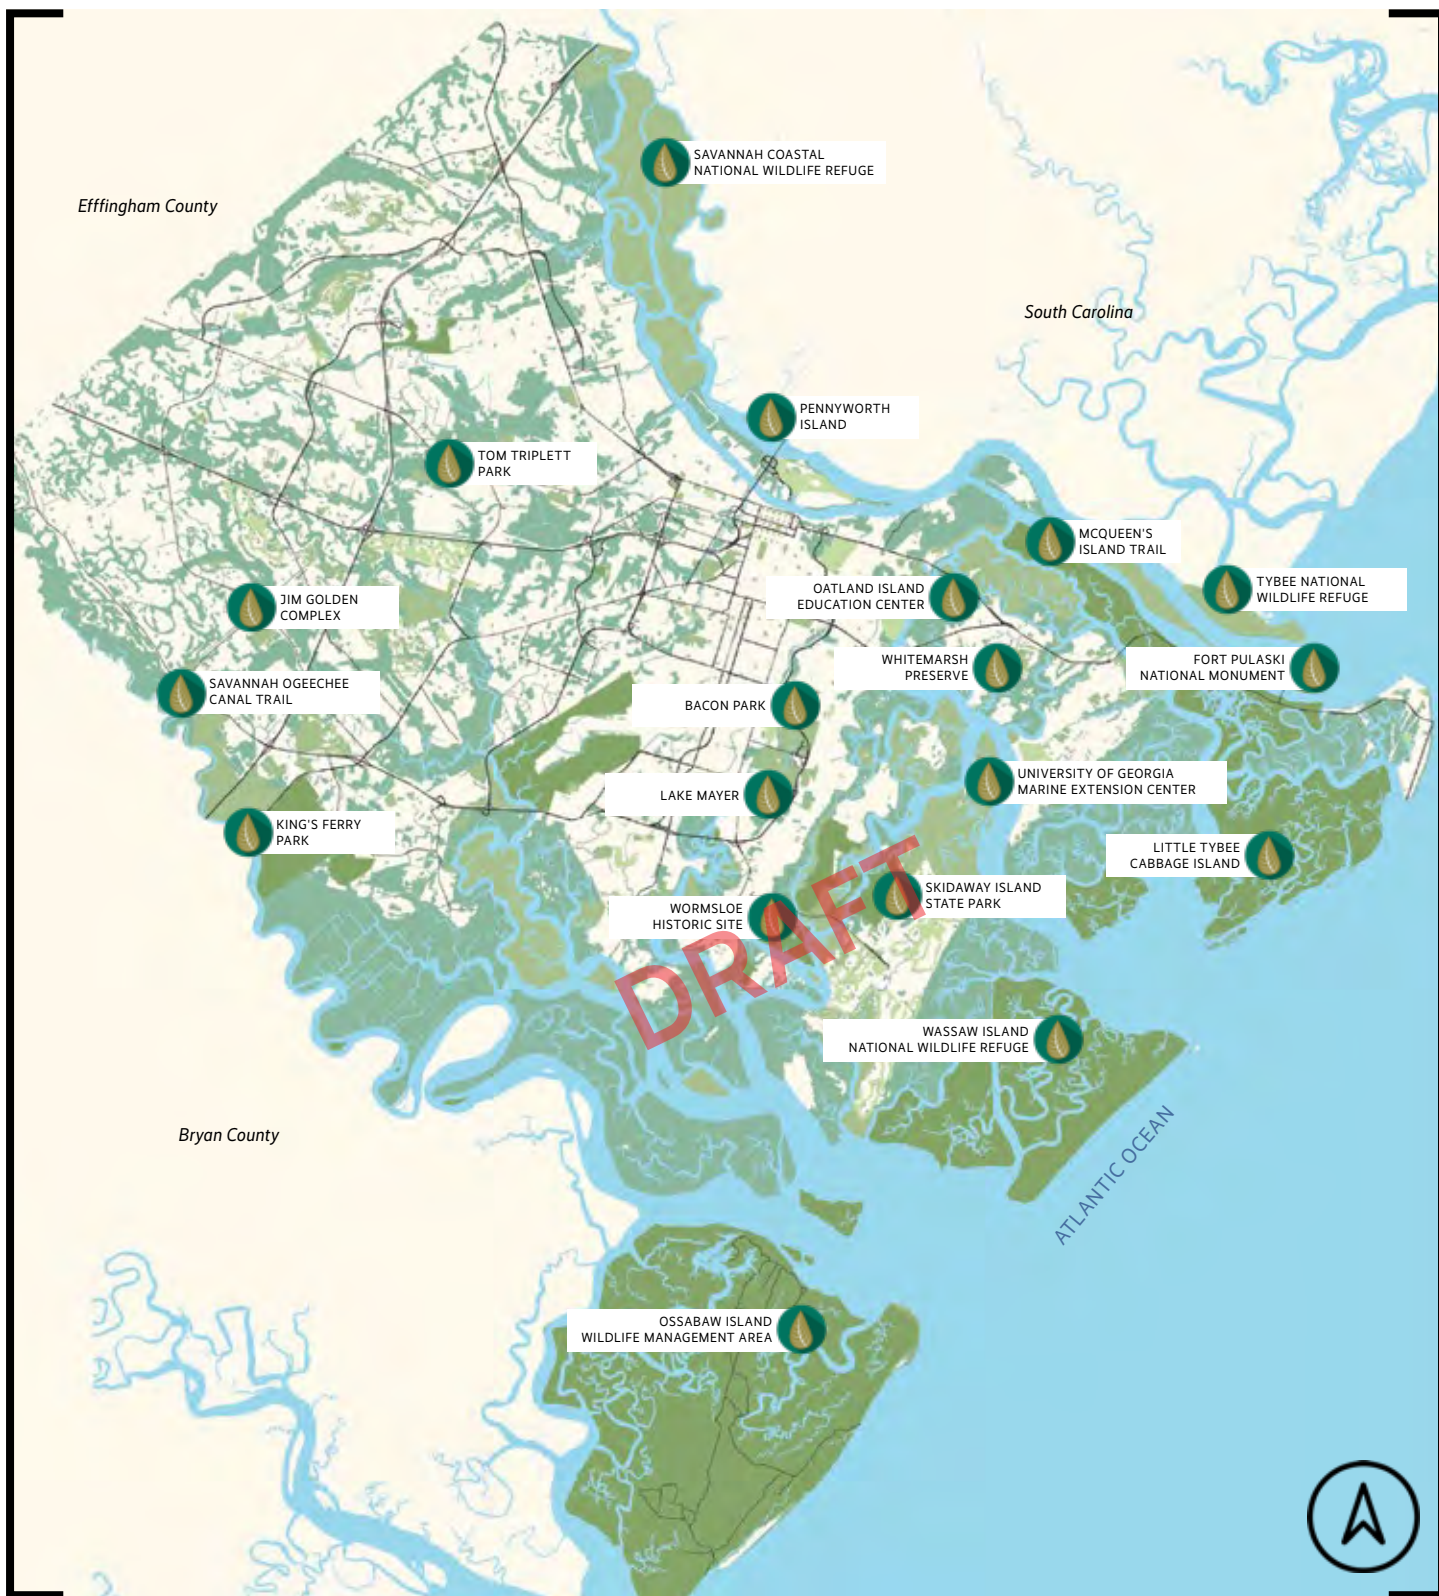 SAVANNAH COASTAL
NATIONAL WILDLIFE REFUGE
Efffingham County
South Carolina
PENNYWORTH
ISLAND
TOM TRIPLETT
PARK
MCQUEEN'S
ISLAND TRAIL
OATLAND ISLAND
EDUCATION CENTER
TYBEE NATIONAL
WILDLIFE REFUGE
JIM GOLDEN
COMPLEX
WHITEMARSH
PRESERVE
FORT PULASKI
NATIONAL MONUMENT
SAVANNAH OGEECHEE
CANAL TRAIL
BACON PARK
UNIVERSITY OF GEORGIA
MARINE EXTENSION CENTER
LAKE MAYER
KING'S FERRY
PARK
LITTLE TYBEE
CABBAGE ISLAND
SKIDAWAY ISLAND
STATE PARK
WORMSLOE
HISTORIC SITE
DRAFT
WASSAW ISLAND
NATIONAL WILDLIFE REFUGE
Bryan County
ATLANTIC OCEAN
OSSABAW ISLAND
WILDLIFE MANAGEMENT AREA